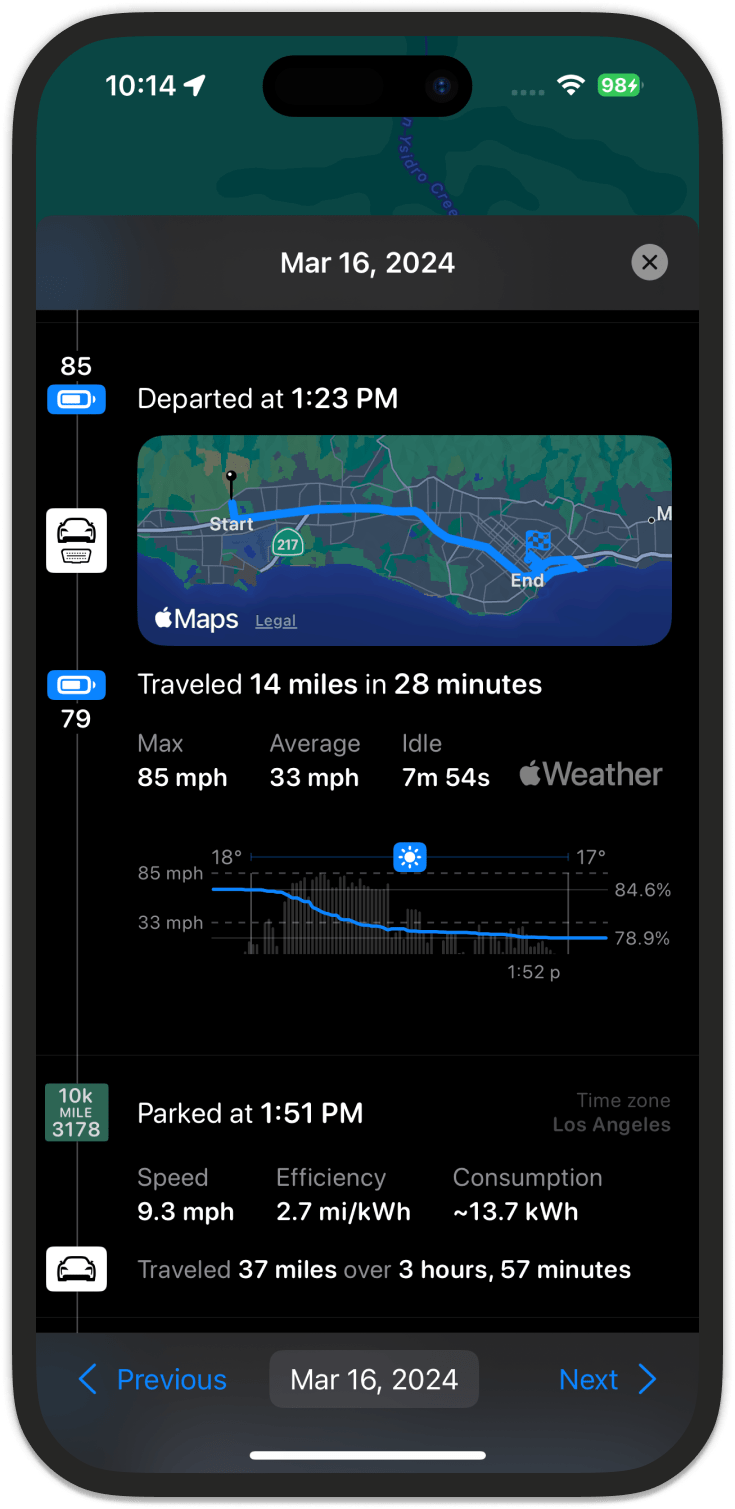 10:14
98
n Ysidro Cree
Mar 16, 2024
85
Departed at 1:23 PM
Start
217
M
End
Maps Legal
Traveled 14 miles in 28 minutes
79
Max Average Idle
85 mph 33 mph 7m 54s
Weather
18° 17°
85 mph
84.6%
33 mph
78.9%
1:52 p
10k
MILE
3178
Parked at 1:51 PM
Time zone
Los Angeles
Speed Efficiency Consumption
9.3 mph 2.7 mi/kWh ~13.7 kWh
Traveled 37 miles over 3 hours, 57 minutes
Previous Mar 16, 2024 Next